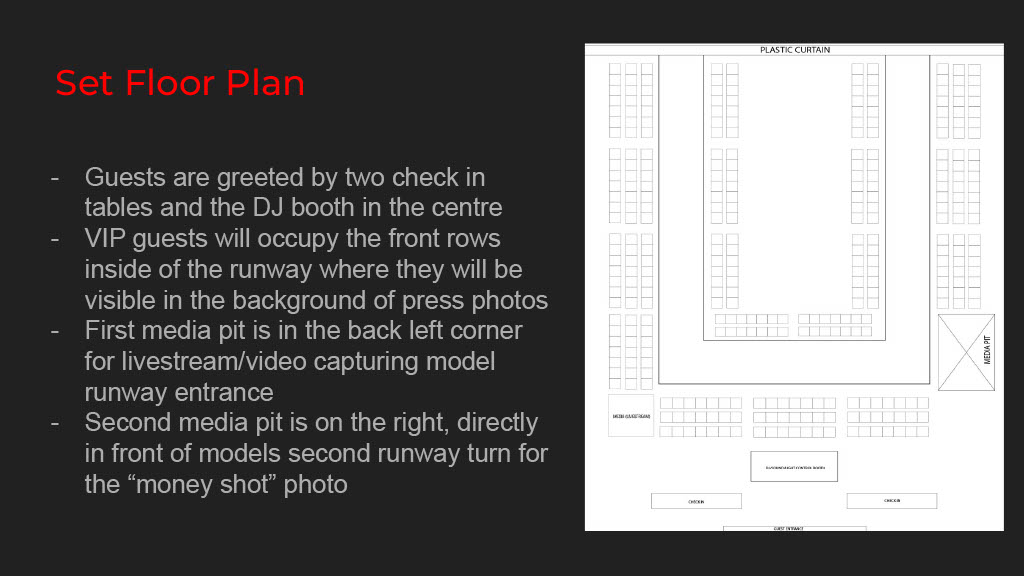 Set Floor Plan
- Guests are greeted by two check in
tables and the DJ booth in the centre
- VIP guests will occupy the front rows
inside of the runway where they will be
visible in the background of press photos
- First media pit is in the back left corner
for livestream/video capturing model
runway entrance
- Second media pit is on the right, directly
in front of models second runway turn for
the “money shot” photo
PLASTIC CURTAIN
MEDIA PIT
MEDIA (LIVESTREAM)
CHECK IN
CHECK IN
GUEST ENTRANCE